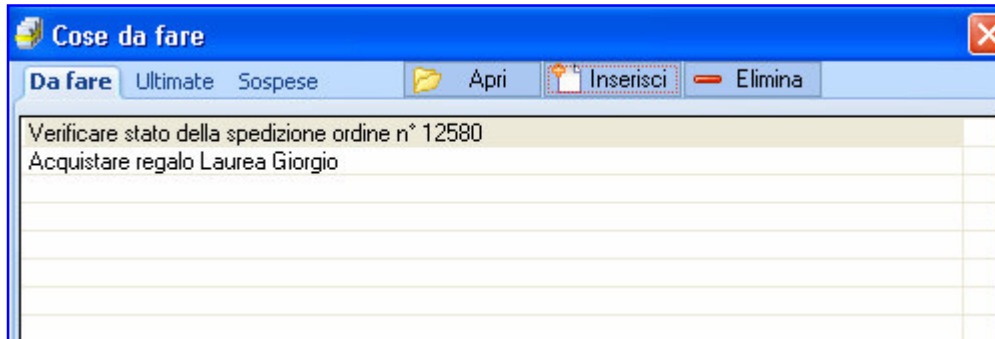 Cose da fare
Da fare Ultimate Sospese Apri Inserisci Elimina
Verificare stato della spedizione ordine n° 12580
Acquistare regalo Laurea Giorgio